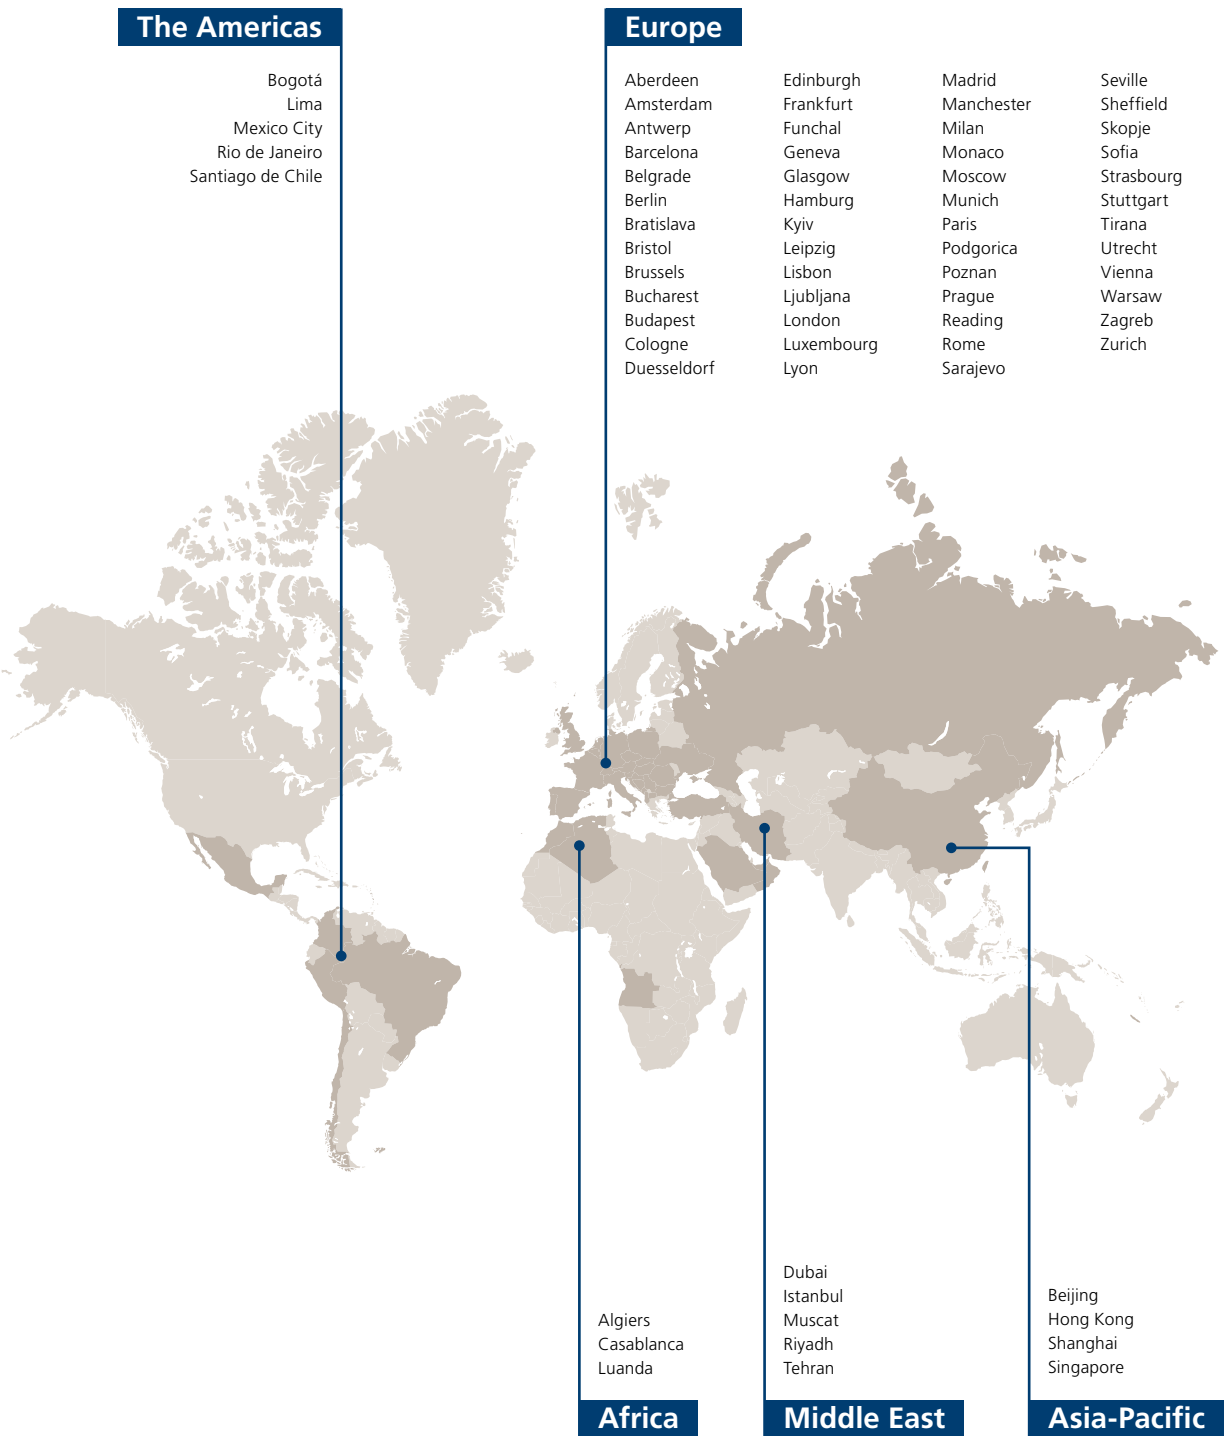 The Americas
Bogotá
Lima
Mexico City
Rio de Janeiro
Santiago de Chile
Europe
Aberdeen
Amsterdam
Antwerp
Barcelona
Belgrade
Berlin
Bratislava
Bristol
Brussels
Bucharest
Budapest
Cologne
Duesseldorf
Edinburgh
Frankfurt
Funchal
Geneva
Glasgow
Hamburg
Kyiv
Leipzig
Lisbon
Ljubljana
London
Luxembourg
Lyon
Madrid
Manchester
Milan
Monaco
Moscow
Munich
Paris
Podgorica
Poznan
Prague
Reading
Rome
Sarajevo
Seville
Sheffield
Skopje
Sofia
Strasbourg
Stuttgart
Tirana
Utrecht
Vienna
Warsaw
Zagreb
Zurich
Algiers
Casablanca
Luanda
Africa
Dubai
Istanbul
Muscat
Riyadh
Tehran
Middle East
Beijing
Hong Kong
Shanghai
Singapore
Asia-Pacific